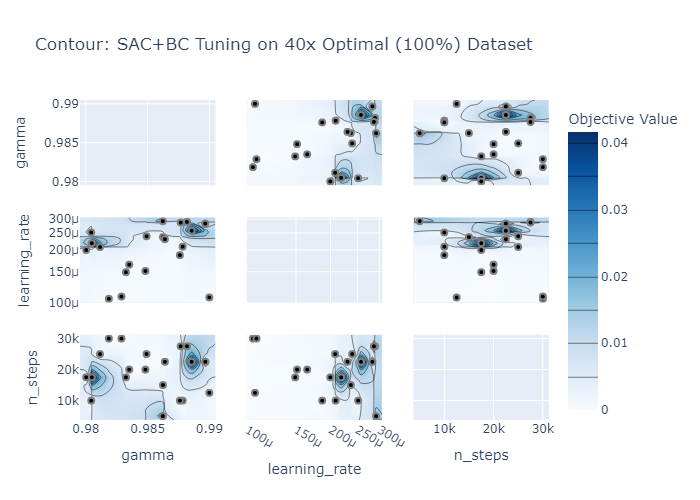 Contour: SAC+BC Tuning on 40x Optimal (100%) Dataset
Objective Value
0.04
0.03
0.02
0.01
0
gamma
0.99
0.985
0.98
learning_rate
300μ
250μ
200μ
150μ
100μ
n_steps
30k
20k
10k
0.98 0.985 0.99
gamma
100μ 150μ 200μ 250μ 300μ
learning_rate
10k 20k 30k
n_steps